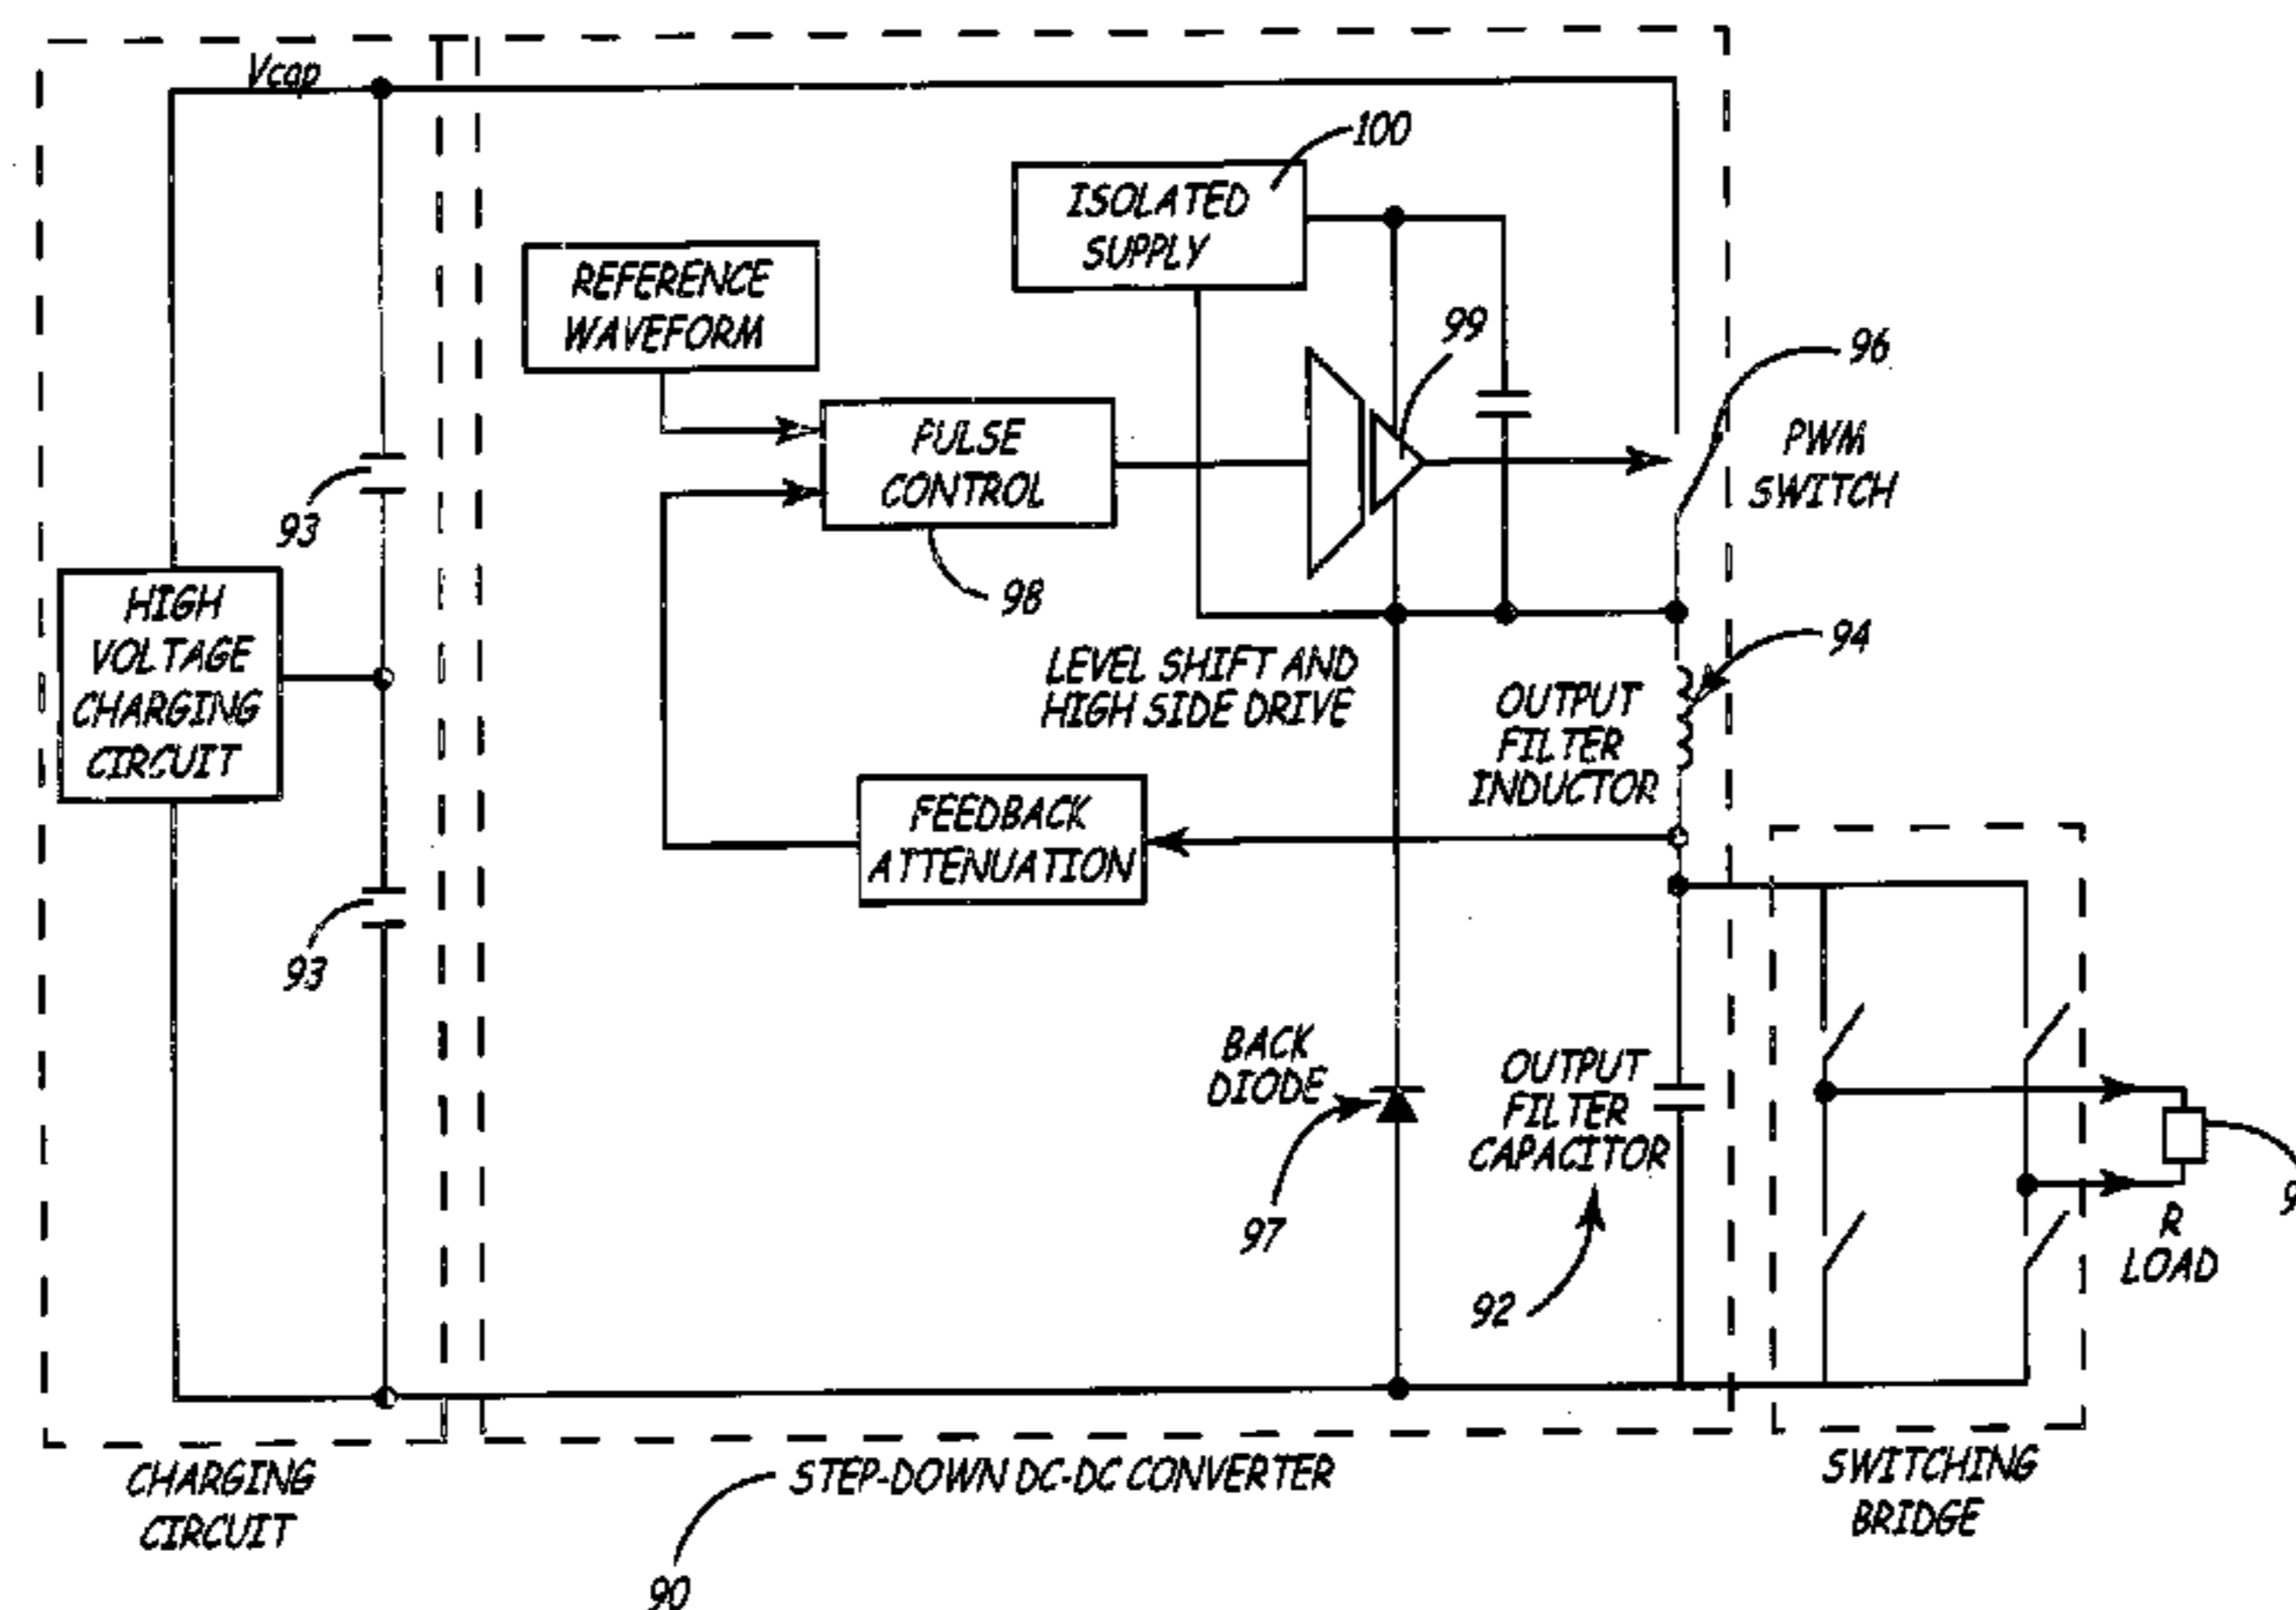 Vcap
100
ISOLATED
SUPPLY
REFERENCE
WAVEFORM
99
96
PULSE
CONTROL
PWM
SWITCH
93
98
HIGH
VOLTAGE
CHARGING
CIRCUIT
94
LEVEL SHIFT AND
HIGH SIDE DRIVE
OUTPUT
FILTER
INDUCTOR
FEEDBACK
ATTENUATION
93
BACK
DIODE
OUTPUT
FILTER
CAPACITOR
97
92
R
LOAD
CHARGING
CIRCUIT
STEP-DOWN DC-DC CONVERTER
SWITCHING
BRIDGE
90